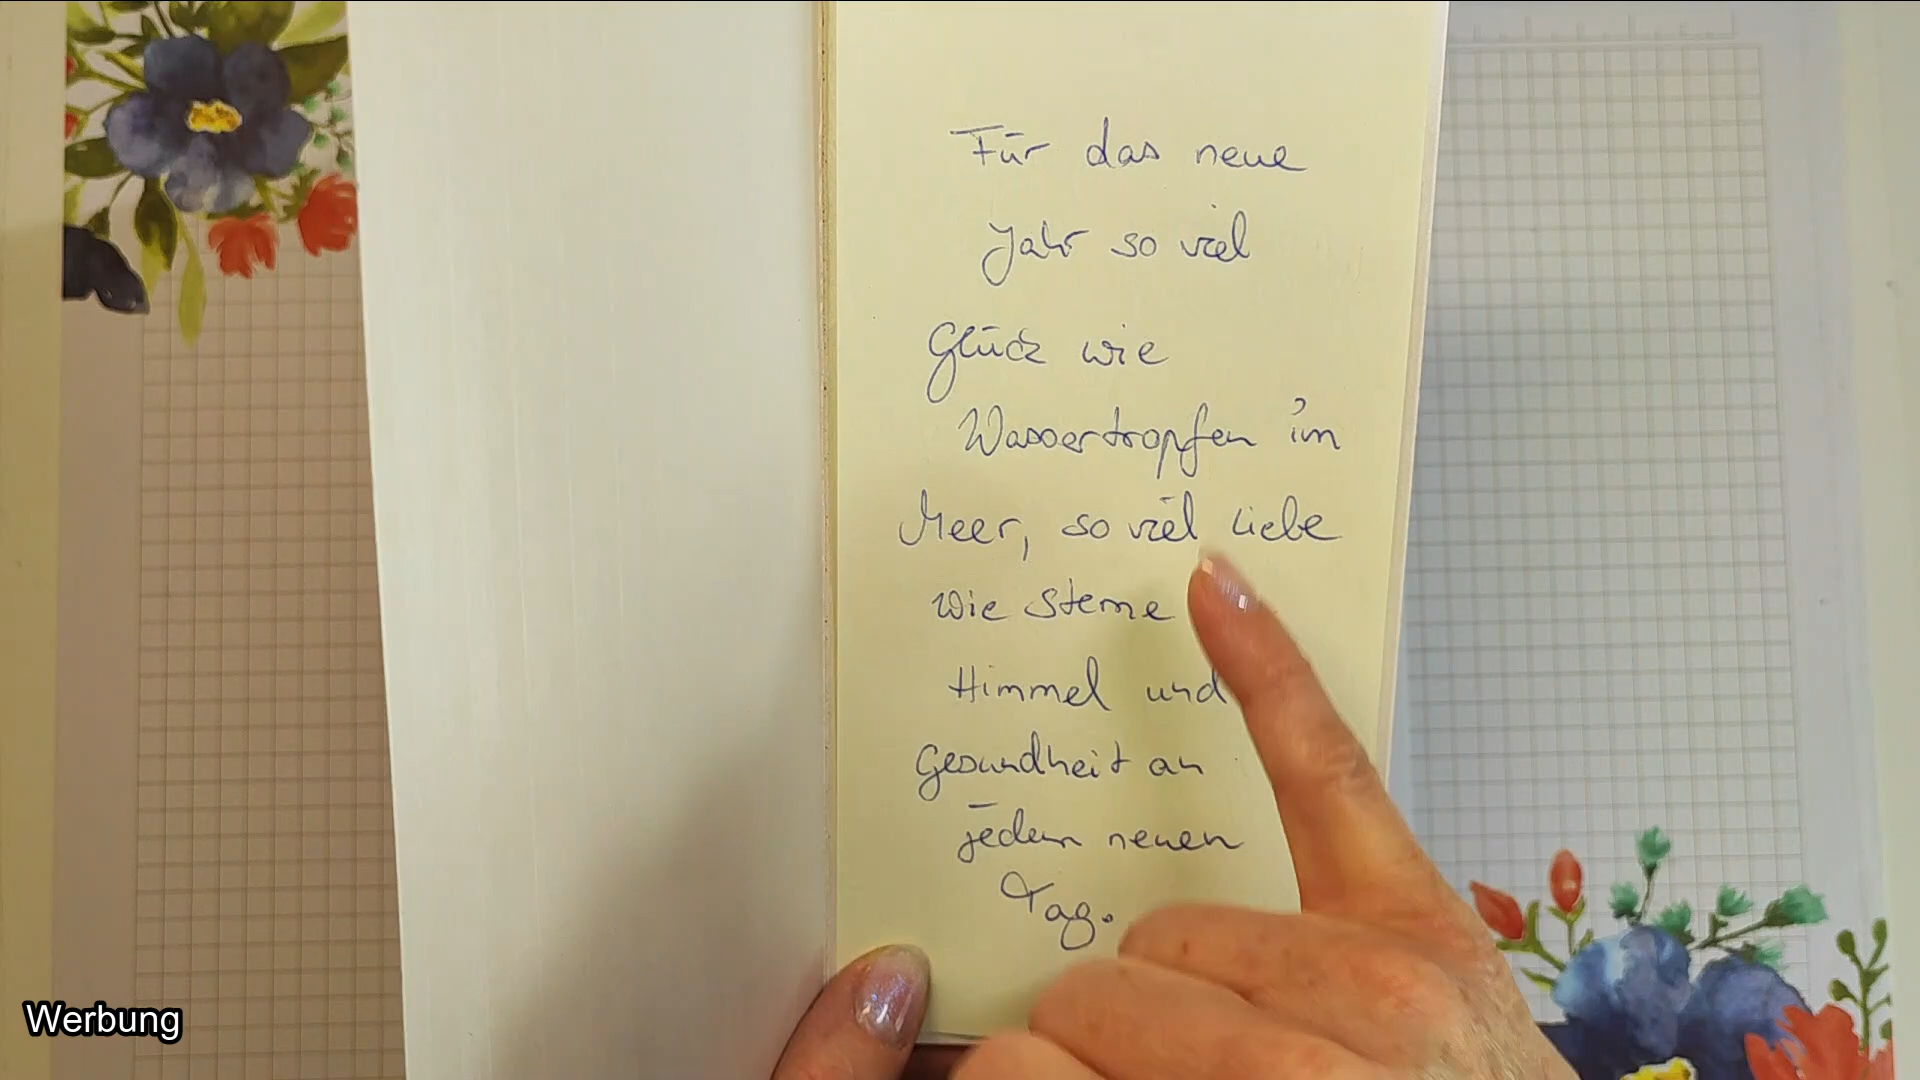 Für das neue
Jahr so viel
Glück wie
Wassertropfen im
Meer, so viel Liebe
wie Sterne
Himmel und
Gesundheit an
jedem neuen
Tag.
Werbung